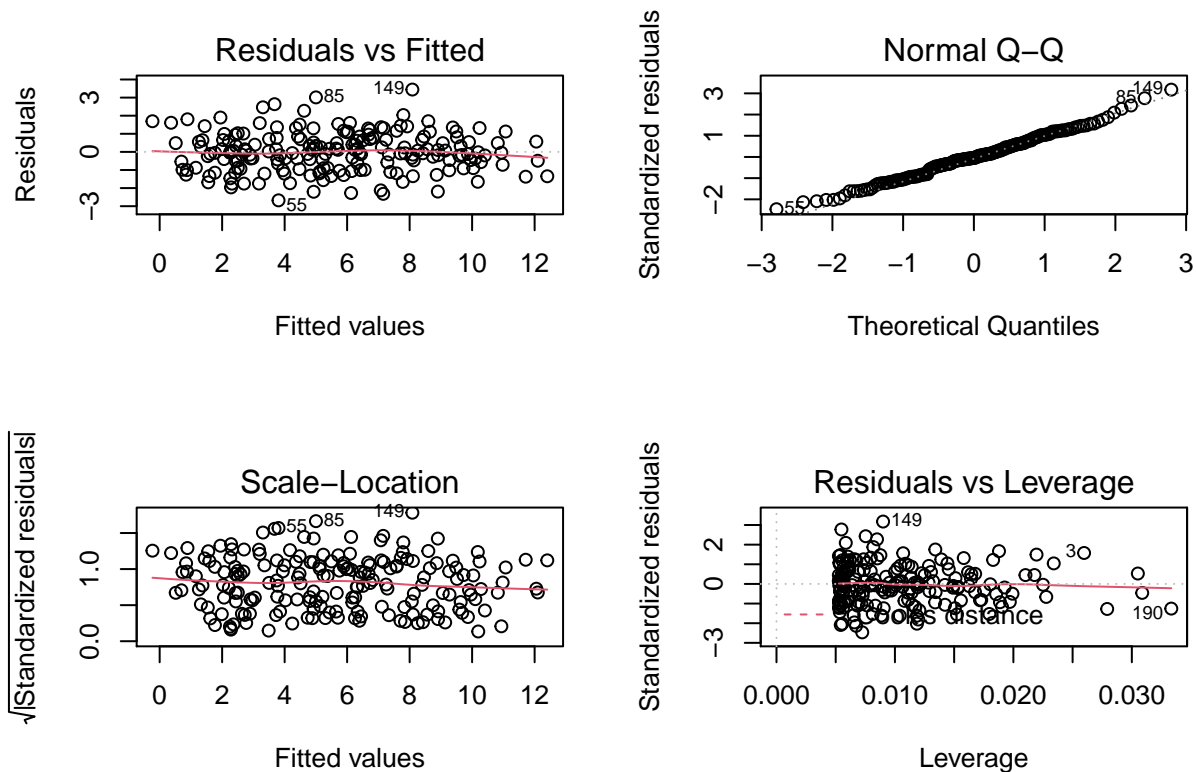 Residuals vs Fitted
Residuals
3
0
−3
85
149
55
0 2 4 6 8 10 12
Fitted values
Normal Q−Q
Standardized residuals
3
1
−2
85
149
55
−3 −2 −1 0 1 2 3
Theoretical Quantiles
Scale−Location
√|Standardized residuals|
1.0
0.0
55
85
149
0 2 4 6 8 10 12
Fitted values
Residuals vs Leverage
Standardized residuals
2
0
−3
149
3
190
distance
0.000 0.010 0.020 0.030
Leverage